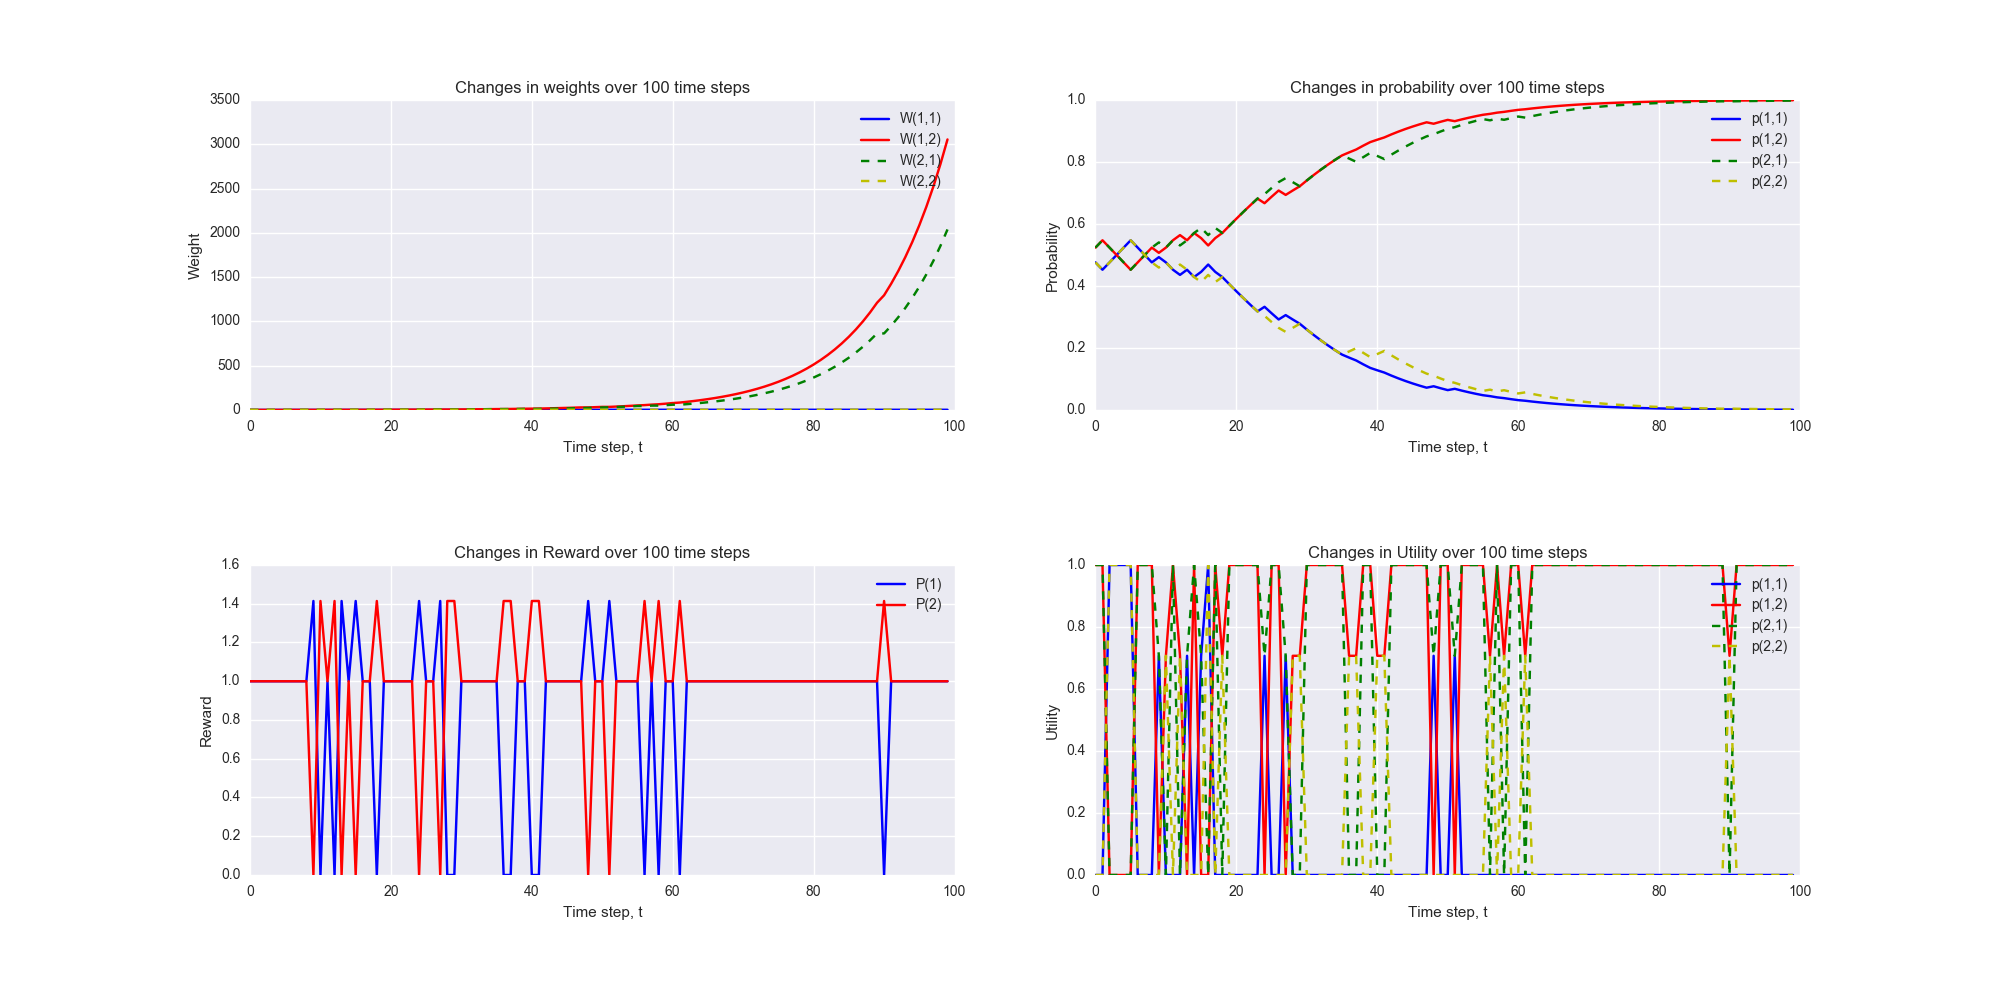 Changes in weights over 100 time steps
3500
3000
2500
2000
1500
1000
500
0
Weight
W(1,1)
W(1,2)
W(2,1)
W(2,2)
0 20 40 60 80 100
Time step, t
Changes in probability over 100 time steps
1.0
0.8
0.6
0.4
0.2
0.0
Probability
p(1,1)
p(1,2)
p(2,1)
p(2,2)
0 20 40 60 80 100
Time step, t
Changes in Reward over 100 time steps
1.6
1.4
1.2
1.0
0.8
0.6
0.4
0.2
0.0
Reward
P(1)
P(2)
0 20 40 60 80 100
Time step, t
Changes in Utility over 100 time steps
1.0
0.8
0.6
0.4
0.2
0.0
Utility
p(1,1)
p(1,2)
p(2,1)
p(2,2)
0 20 40 60 80 100
Time step, t